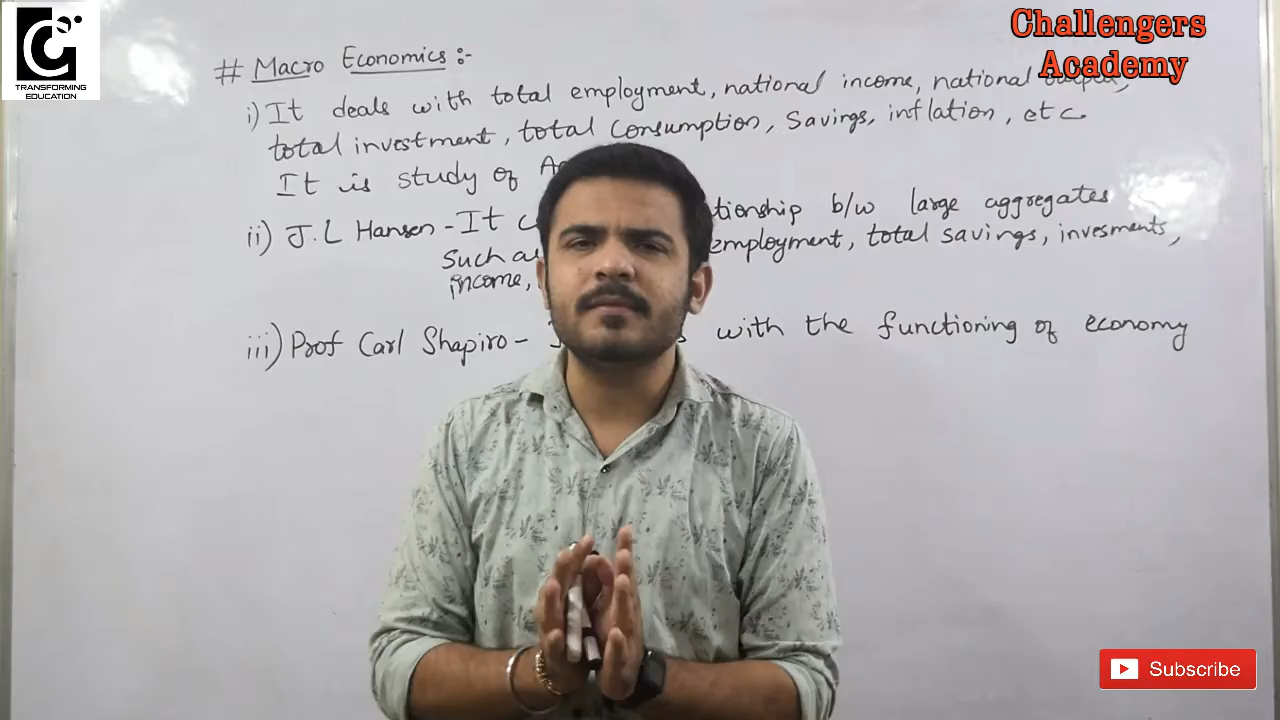 TRANSFORMING
EDUCATION
Challengers
Academy
# Macro Economics :-
i) It deals with total employment, national income, national output,
total investment, total consumption, savings, inflation, etc
It is study of
ii) J.L Hansen - It b/w large aggregates
such as employment, total savings, invesments,
income,
iii) Prof Carl Shapiro - with the functioning of economy
Subscribe